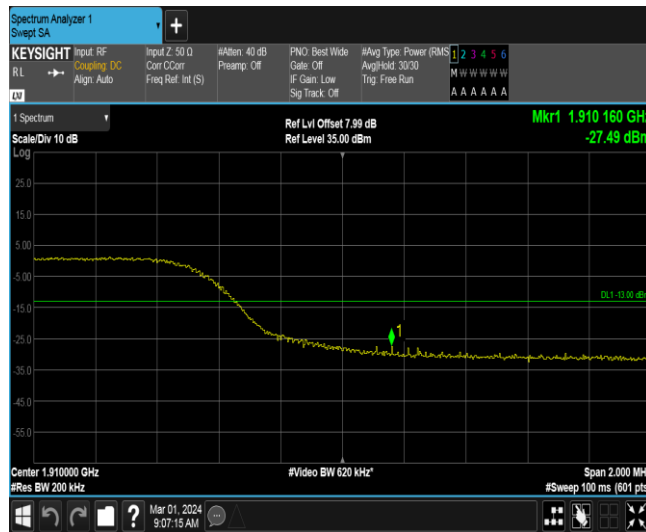 Spectrum Analyzer 1
Swept SA
+
KEYSIGHT
RL
LXI
Input: RF
Coupling: DC
Align: Auto
Input Z: 50 Ω
Corr CCorr
Freq Ref: Int (S)
#Atten: 40 dB
Preamp: Off
PNO: Best Wide
Gate: Off
IF Gain: Low
Sig Track: Off
#Avg Type: Power (RMS
Avg|Hold: 30/30
Trig: Free Run
1 2 3 4 5 6
M W W W W W
A A A A A A
1 Spectrum
Scale/Div 10 dB
Ref Lvl Offset 7.99 dB
Ref Level 35.00 dBm
Mkr1 1.910 160 GHz
-27.49 dBm
Log
25.0
15.0
5.00
-5.00
DL1 -13.00 dBm
-15.0
1
-25.0
-35.0
-45.0
-55.0
Center 1.910000 GHz
#Video BW 620 kHz*
Span 2.000 MHz
#Res BW 200 kHz
#Sweep 100 ms (601 pts
?
Mar 01, 2024
9:07:15 AM